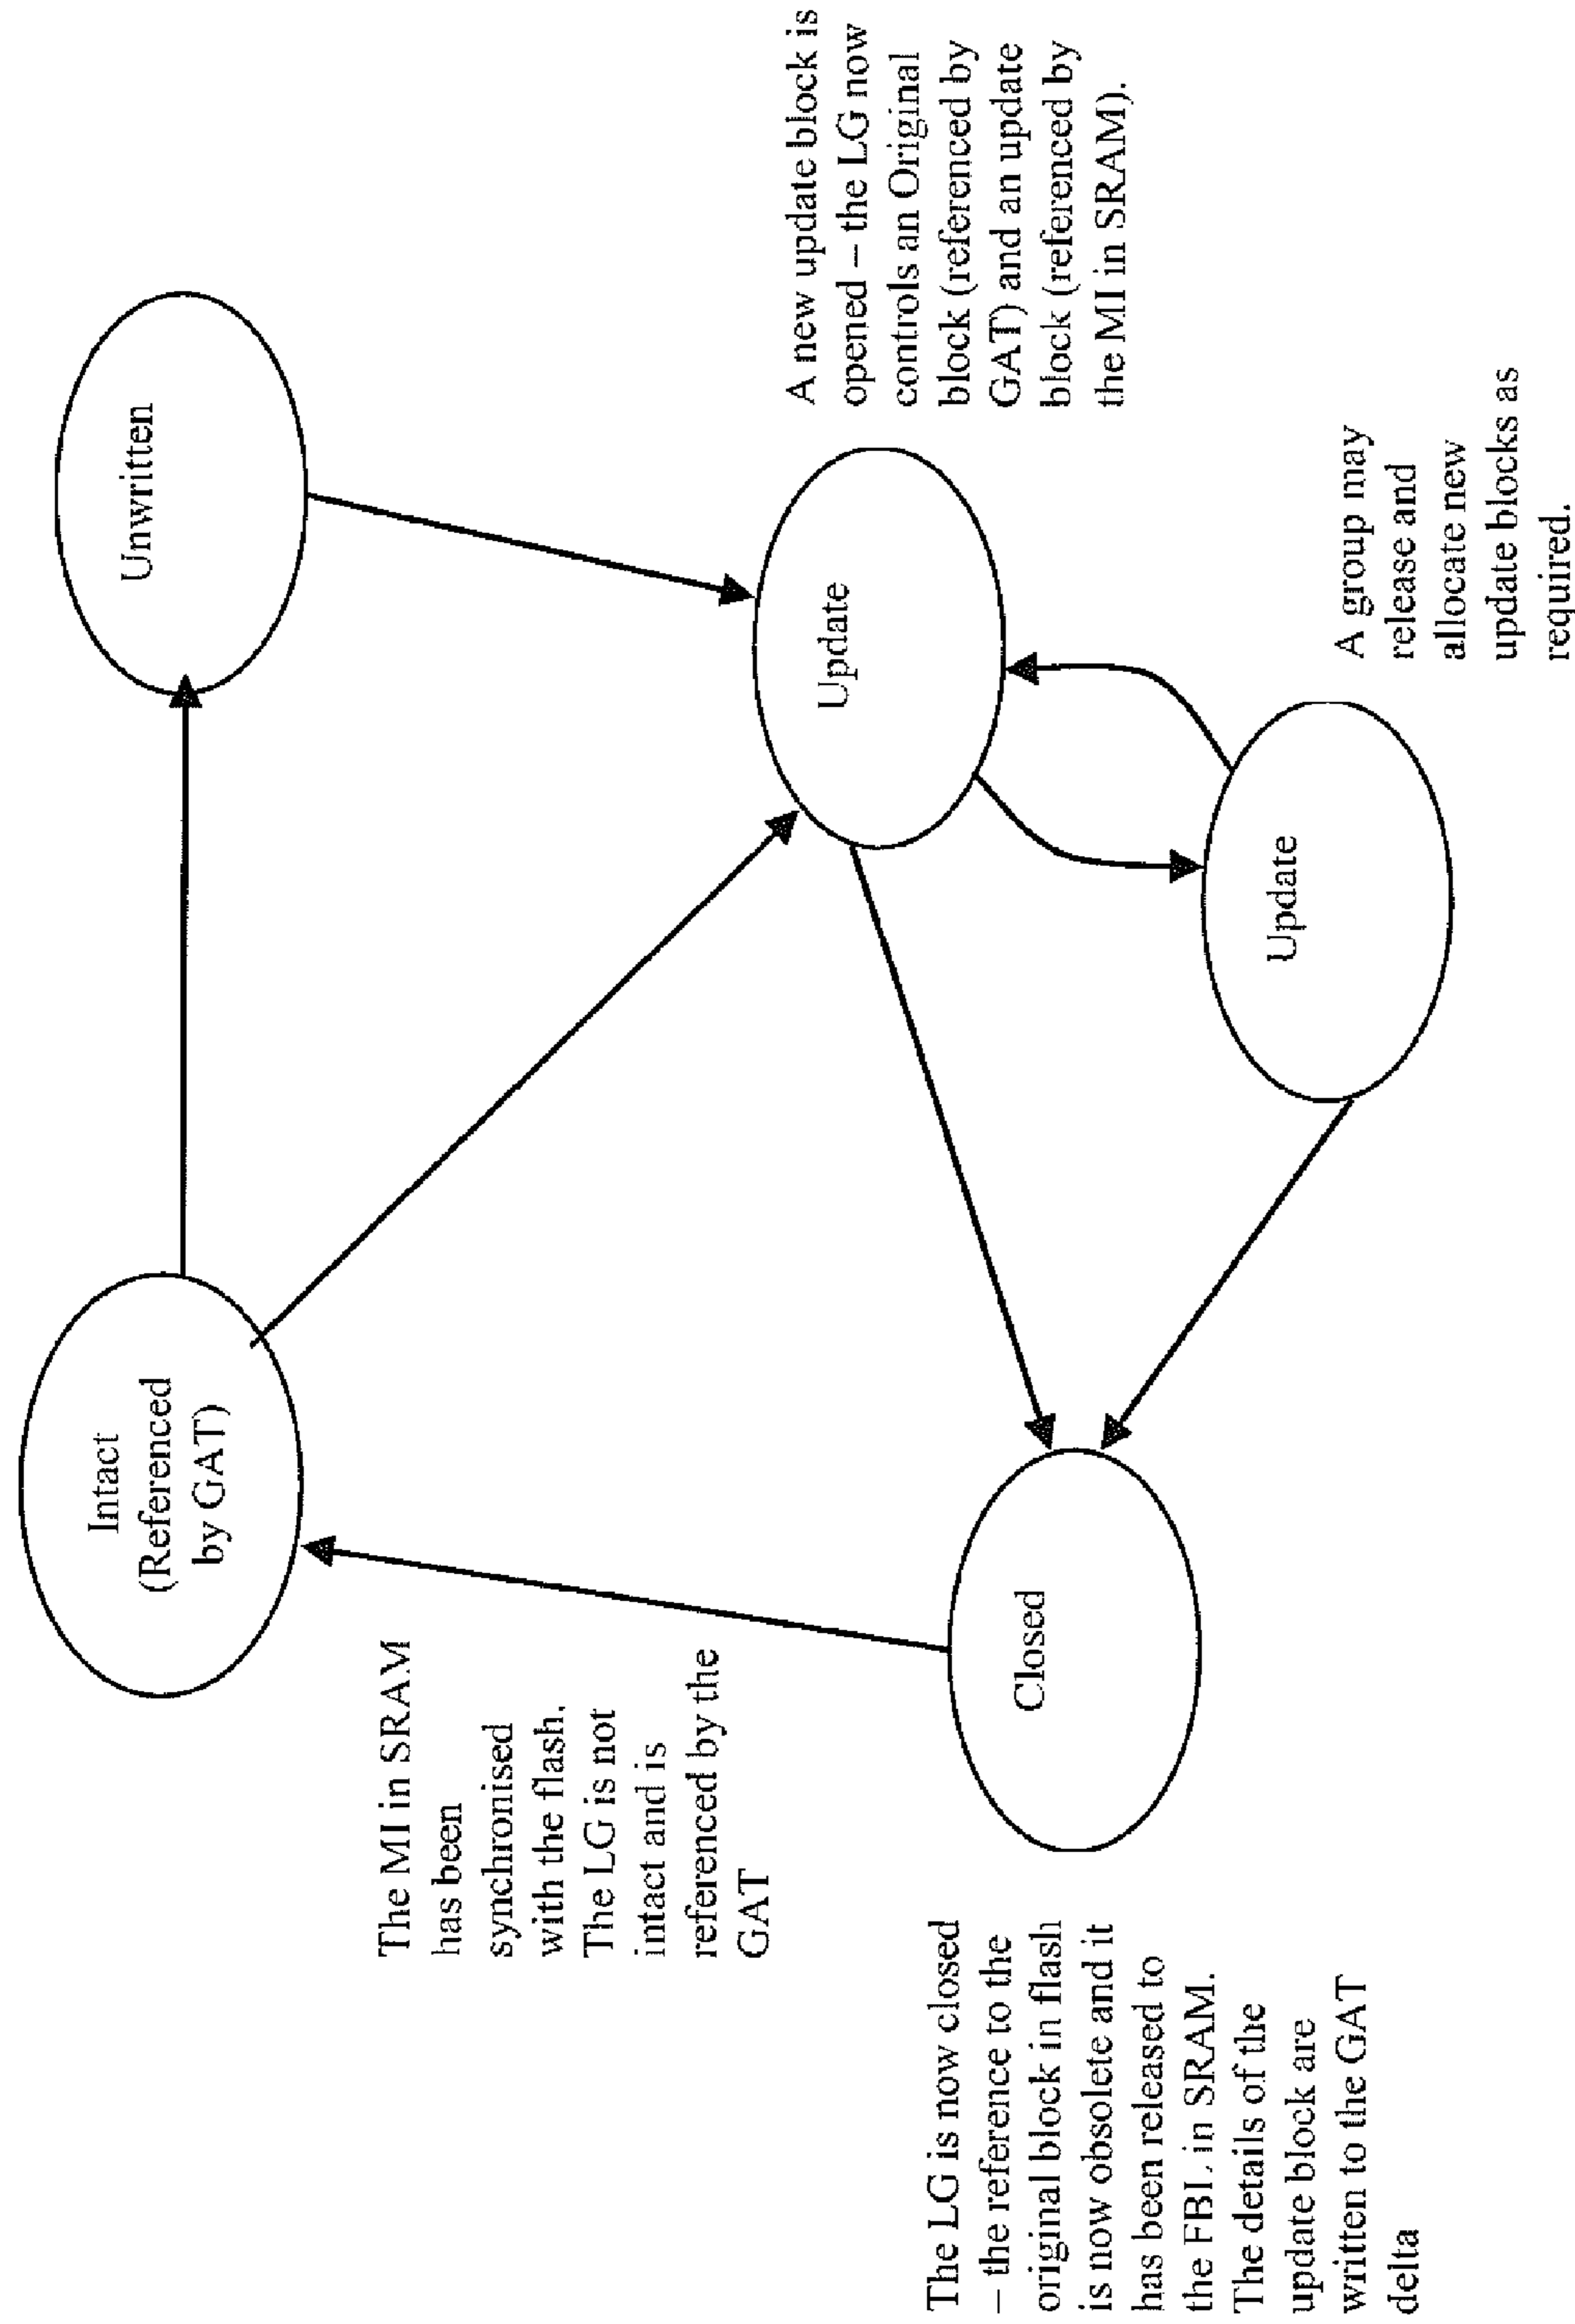 Intact
(Referenced
by GAT)
Unwritten
The MI in SRAM
has been
synchronised
with the flash.
The LG is not
intact and is
referenced by the
GAT
Update
A new update block is
opened – the LG now
controls an Original
block (referenced by
GAT) and an update
block (referenced by
the MI in SRAM).
Closed
Update
The LG is now closed
– the reference to the
original block in flash
is now obsolete and it
has been released to
the FBL in SRAM.
The details of the
update block are
written to the GAT
delta
A group may
release and
allocate new
update blocks as
required.